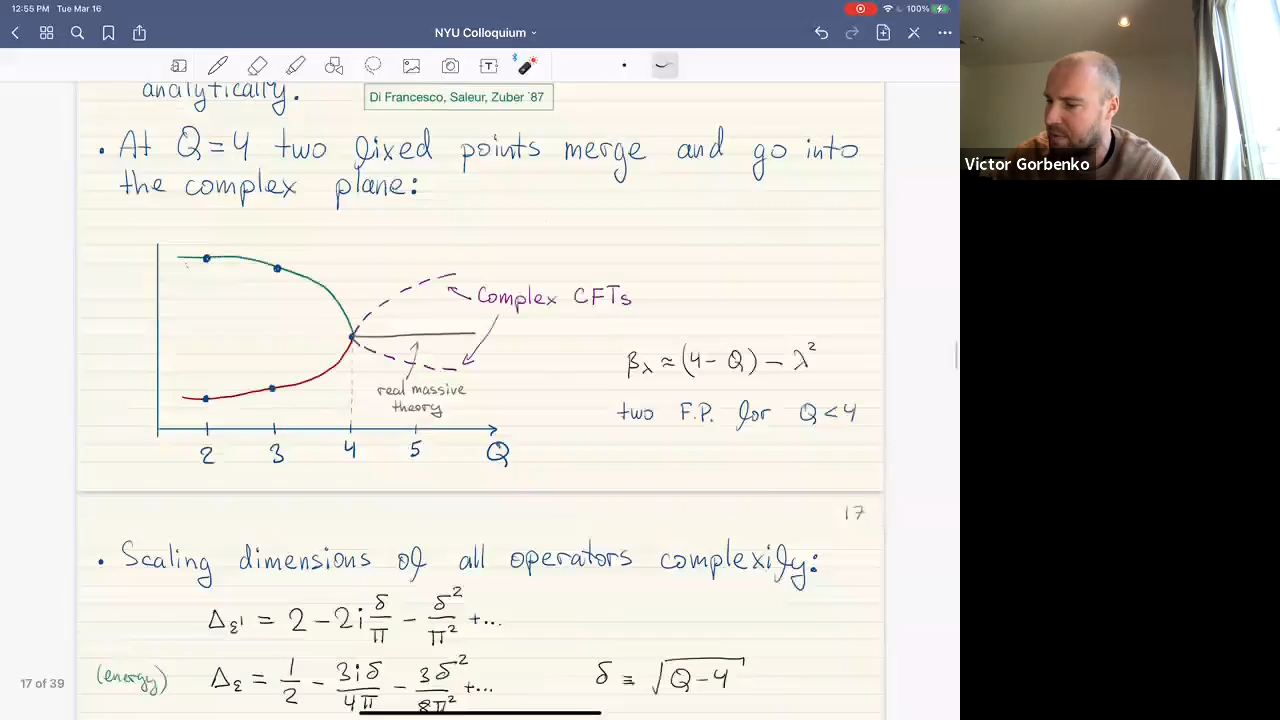 12:55 PM Tue Mar 16
100%
NYU Colloquium
analytically.
Di Francesco, Saleur, Zuber `87
• At Q=4 two fixed points merge and go into
the complex plane:
Complex CFTs
real massive
theory
2 3 4 5 Q
β_λ ≈ (4 - Q) - λ²
two F.P. for Q<4
17
• Scaling dimensions of all operators complexify:
Δ_ε' = 2 - 2i δ/π - δ²/π² + ...
(energy) Δ_ε = 1/2 - 3iδ/4π - 3δ²/8π² + ...
δ ≡ √(Q-4)
17 of 39
Victor Gorbenko